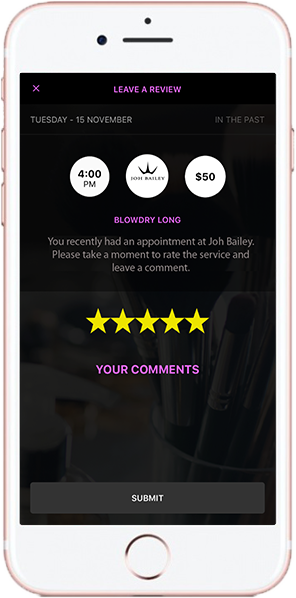 LEAVE A REVIEW
TUESDAY - 15 NOVEMBER IN THE PAST
4:00
PM
JOH BAILEY
$50
BLOWDRY LONG
You recently had an appointment at Joh Bailey.
Please take a moment to rate the service and
leave a comment.
YOUR COMMENTS
SUBMIT